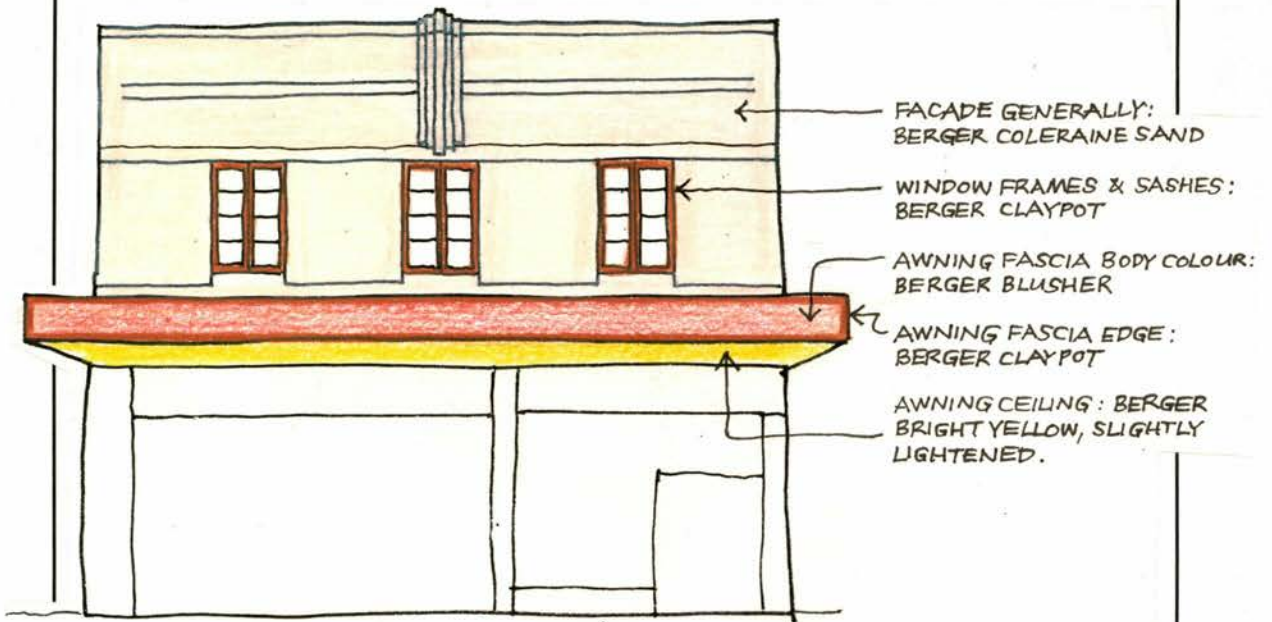 FACADE GENERALLY:
BERGER COLERAINE SAND
WINDOW FRAMES & SASHES:
BERGER CLAYPOT
AWNING FASCIA BODY COLOUR:
BERGER BLUSHER
AWNING FASCIA EDGE:
BERGER CLAYPOT
AWNING CEILING: BERGER
BRIGHT YELLOW, SLIGHTLY
LIGHTENED.